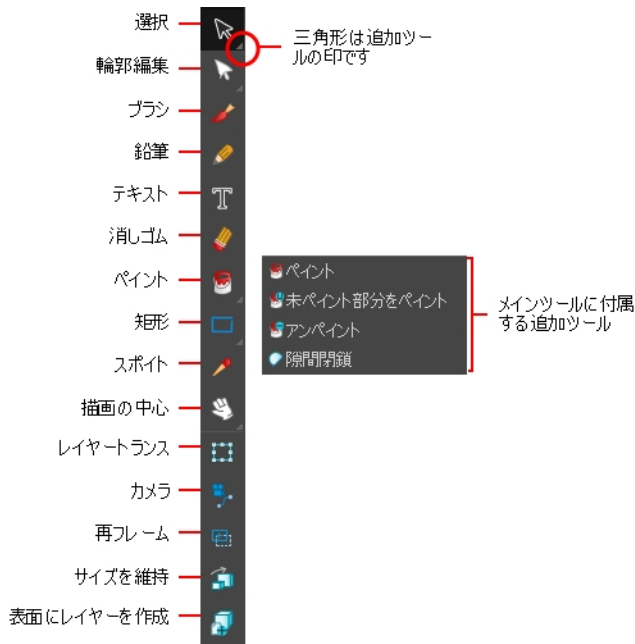 選択
三角形は追加ツー
ルの印です
輪郭編集
ブラシ
鉛筆
テキスト
消しゴム
ペイント
矩形
スポイト
描画の中心
レイヤートランス
カメラ
再フレーム
サイズを維持
表面にレイヤーを作成
ペイント
未ペイント部分をペイント
アンペイント
隙間閉鎖
メインツールに付属
する追加ツール